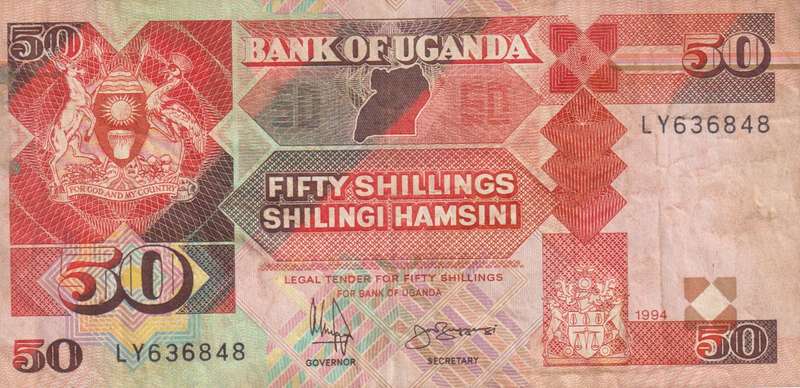 50
BANK OF UGANDA
50
50 50
LY636848
FOR GOD AND MY COUNTRY
FIFTY SHILLINGS
SHILINGI HAMSINI
50
LEGAL TENDER FOR FIFTY SHILLINGS
FOR BANK OF UGANDA
1994
50
LY636848
GOVERNOR
SECRETARY
50